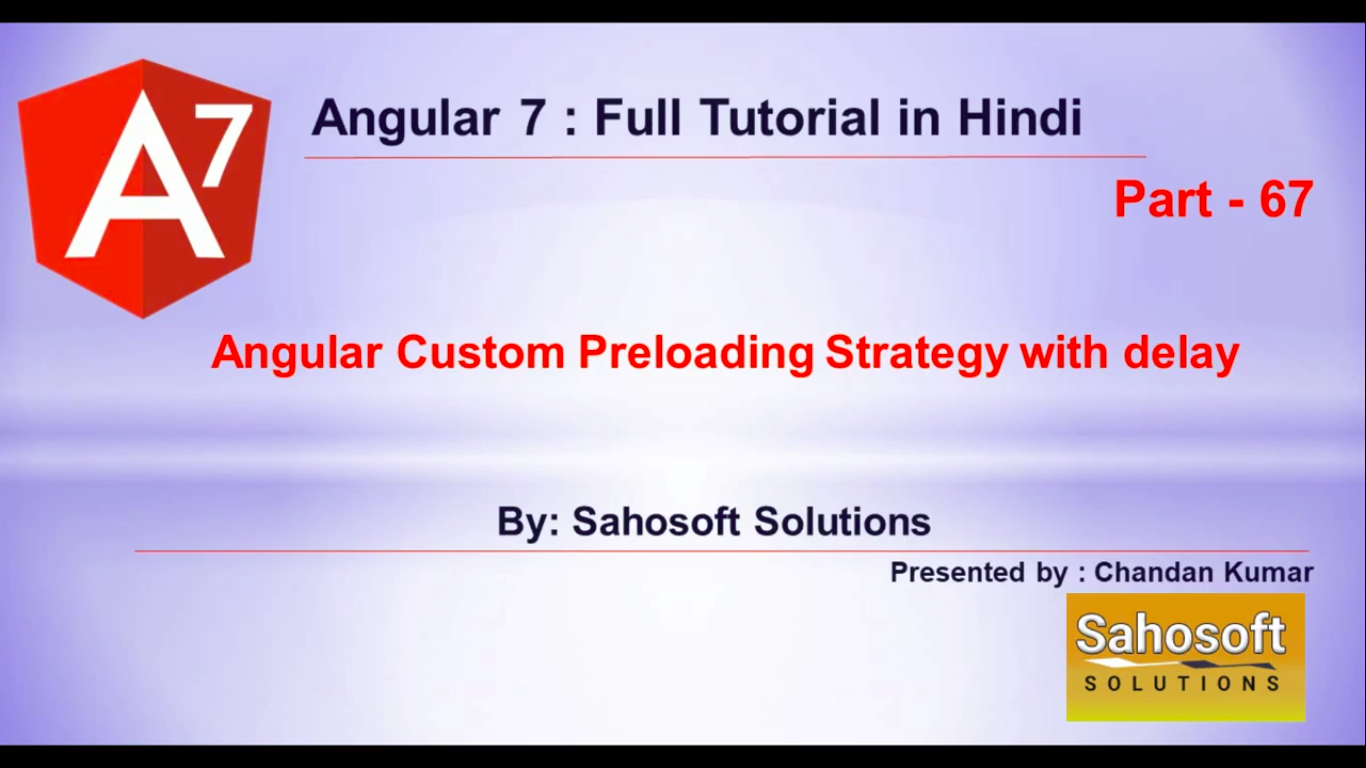 A7
Angular 7 : Full Tutorial in Hindi
Part - 67
Angular Custom Preloading Strategy with delay
By: Sahosoft Solutions
Presented by : Chandan Kumar
Sahosoft
SOLUTIONS